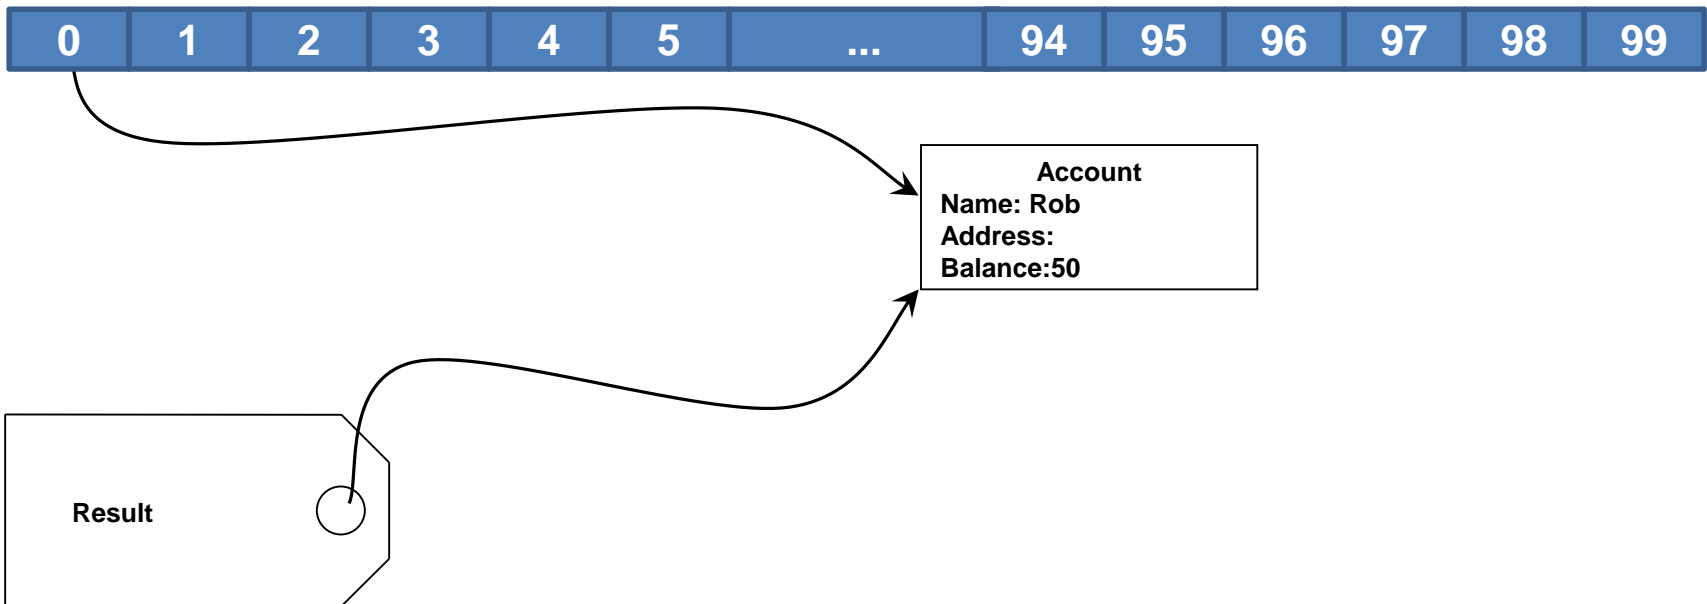 0 1 2 3 4 5 ... 94 95 96 97 98 99
Account
Name: Rob
Address:
Balance:50
Result